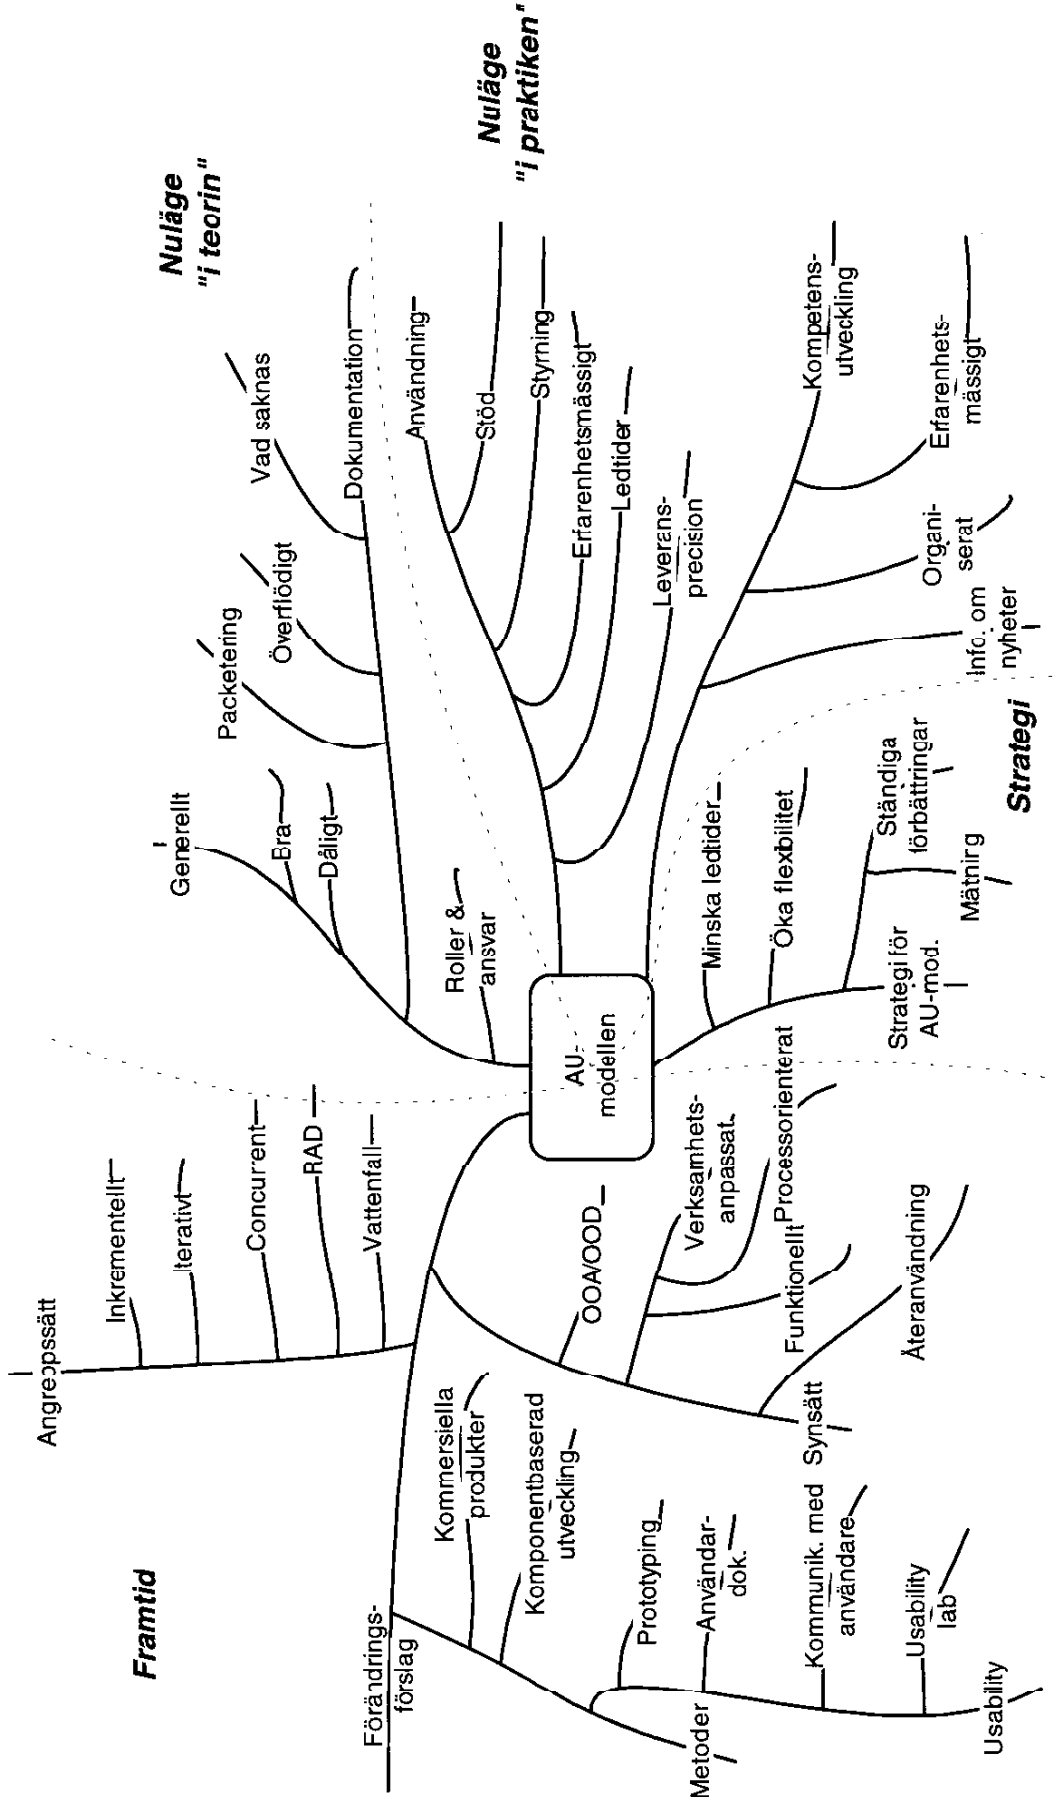 Framtid
Angreppssätt
Inkrementellt
Iterativt
Concurrent
RAD
Vattenfall
Förändrings-
förslag
Kommersiella
produkter
Komponentbaserad
utveckling
Metoder
Prototyping
Användar-
dok.
Kommunik. med
användare
Usability
lab
Usability
OOA/OOD
Verksamhets-
anpassat.
Processorienterat
Funktionellt
Återanvändning
Synsätt
AU-
modellen
Nuläge
"i teorin"
Generellt
Bra
Dåligt
Roller &
ansvar
Packetering
Överflödigt
Vad saknas
Dokumentation
Nuläge
"i praktiken"
Användning
Stöd
Styrning
Erfarenhetsmässigt
Ledtider
Leverans-
precision
Kompetens-
utveckling
Erfarenhets-
mässigt
Organi-
serat
Info. om
nyheter
Strategi
Minska ledtider
Öka flexbilitet
Ständiga
förbättringar
Mätning
Strategi för
AU-mod.